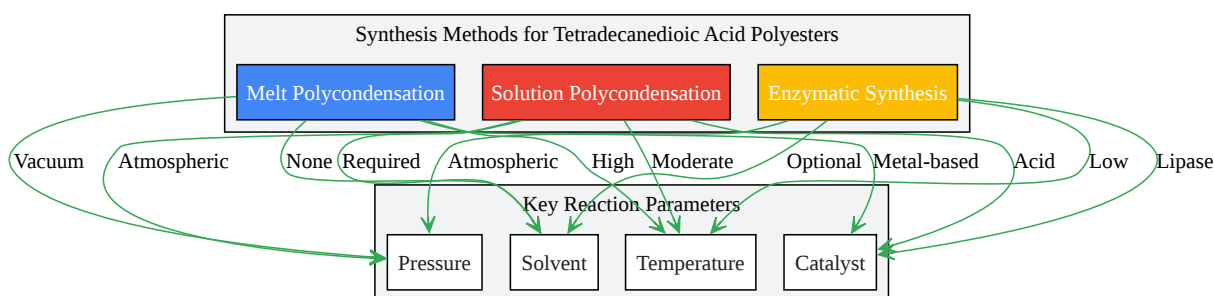 Synthesis Methods for Tetradecanedioic Acid Polyesters
Melt Polycondensation
Solution Polycondensation
Enzymatic Synthesis
Vacuum
Atmospheric
None
Required
Atmospheric
High
Moderate
Optional
Metal-based
Acid
Low
Lipase
Key Reaction Parameters
Pressure
Solvent
Temperature
Catalyst